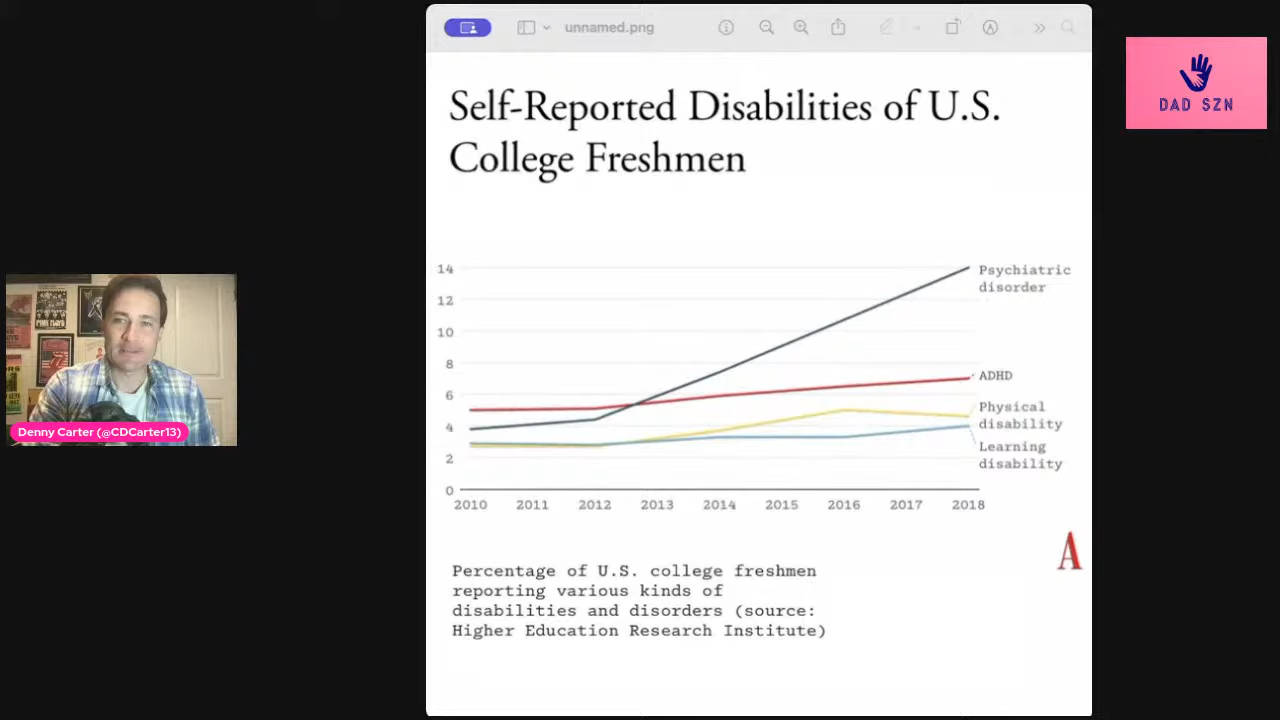 unnamed.png
DAD SZN
Self-Reported Disabilities of U.S.
College Freshmen
14
12
10
8
6
4
2
0
Psychiatric
disorder
ADHD
Physical
disability
Learning
disability
2010 2011 2012 2013 2014 2015 2016 2017 2018
A
Percentage of U.S. college freshmen
reporting various kinds of
disabilities and disorders (source:
Higher Education Research Institute)
Denny Carter (@CDCarter13)